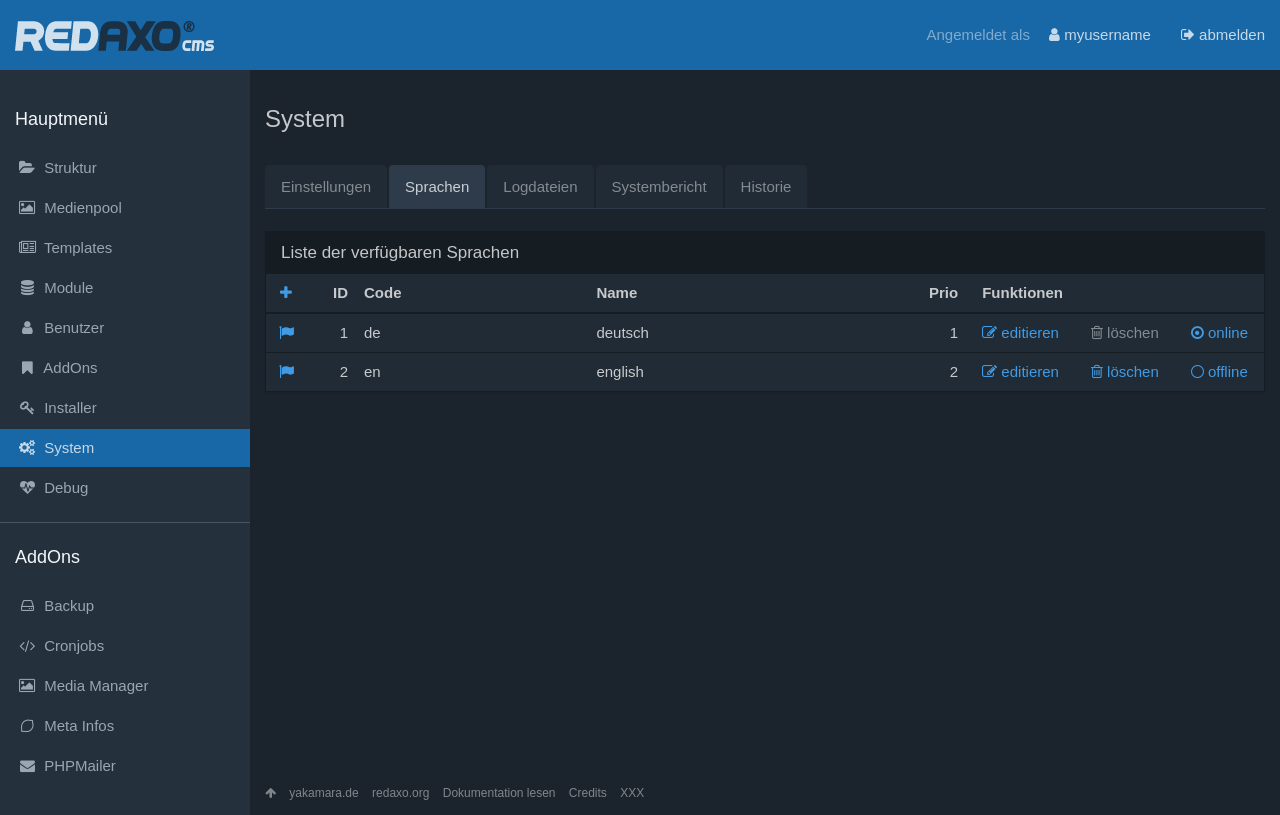 REDAXO® cms
Angemeldet als myusername abmelden
Hauptmenü
Struktur
Medienpool
Templates
Module
Benutzer
AddOns
Installer
System
Debug
AddOns
Backup
Cronjobs
Media Manager
Meta Infos
PHPMailer
System
Einstellungen Sprachen Logdateien Systembericht Historie
Liste der verfügbaren Sprachen
ID Code Name Prio Funktionen
1 de deutsch 1 editieren löschen online
2 en english 2 editieren löschen offline
yakamara.de redaxo.org Dokumentation lesen Credits XXX